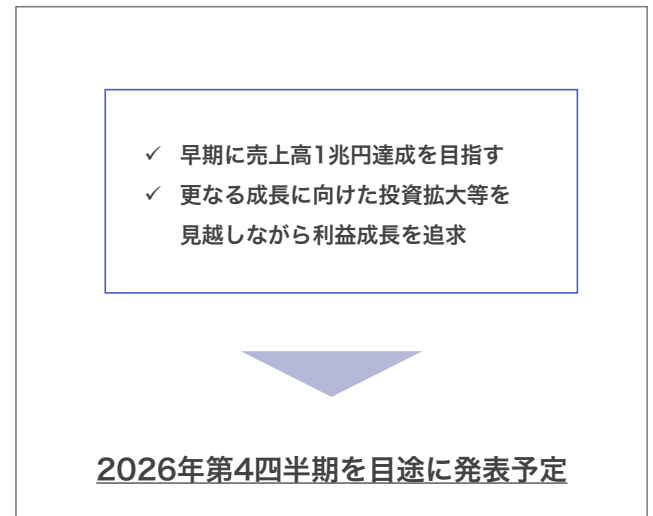 ✓ 早期に売上高1兆円達成を目指す
✓ 更なる成長に向けた投資拡大等を
見越しながら利益成長を追求
2026年第4四半期を目途に発表予定